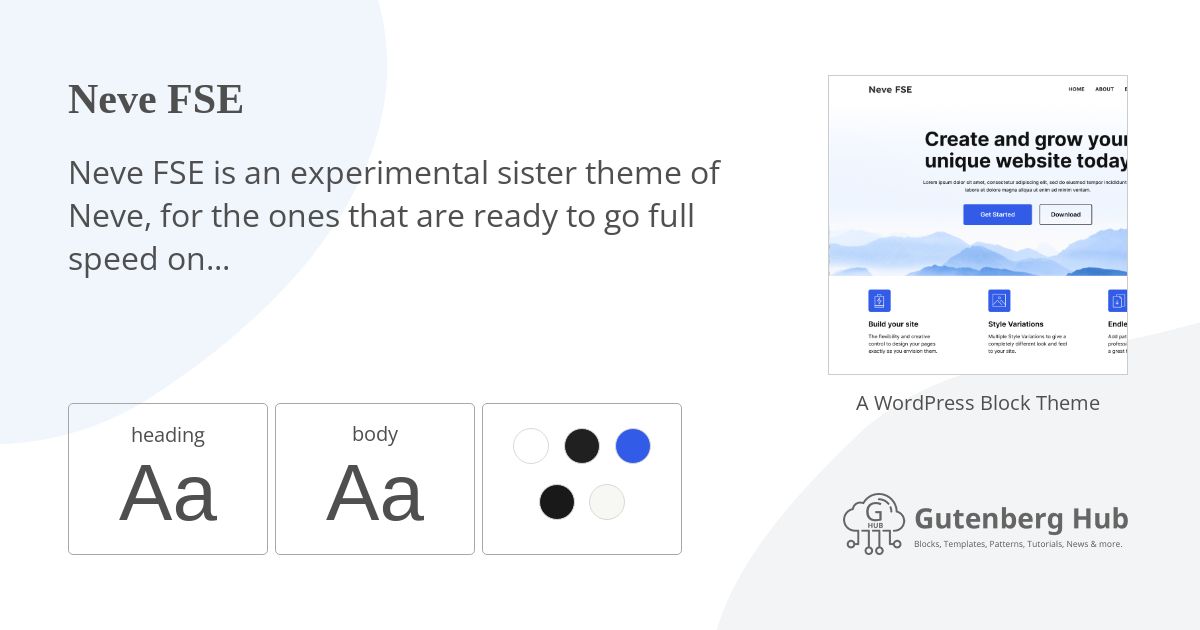 Neve FSE
Neve FSE is an experimental sister theme of
Neve, for the ones that are ready to go full
speed on...
heading
Aa
body
Aa
Neve FSE
HOME ABOUT
Create and grow your
unique website today
Lorem ipsum dolor sit amet, consectetur adipiscing elit, sed do eiusmod tempor incididunt
labore et dolore magna aliqua ut enim ad minim veniam.
Get Started Download
Build your site
The flexibility and creative
control to design your pages
exactly as you envision them.
Style Variations
Multiple Style Variations to give a
completely different look and feel
to your site.
Endle
Add pat
profess
a great
A WordPress Block Theme
G
HUB
Gutenberg Hub
Blocks, Templates, Patterns, Tutorials, News & more.